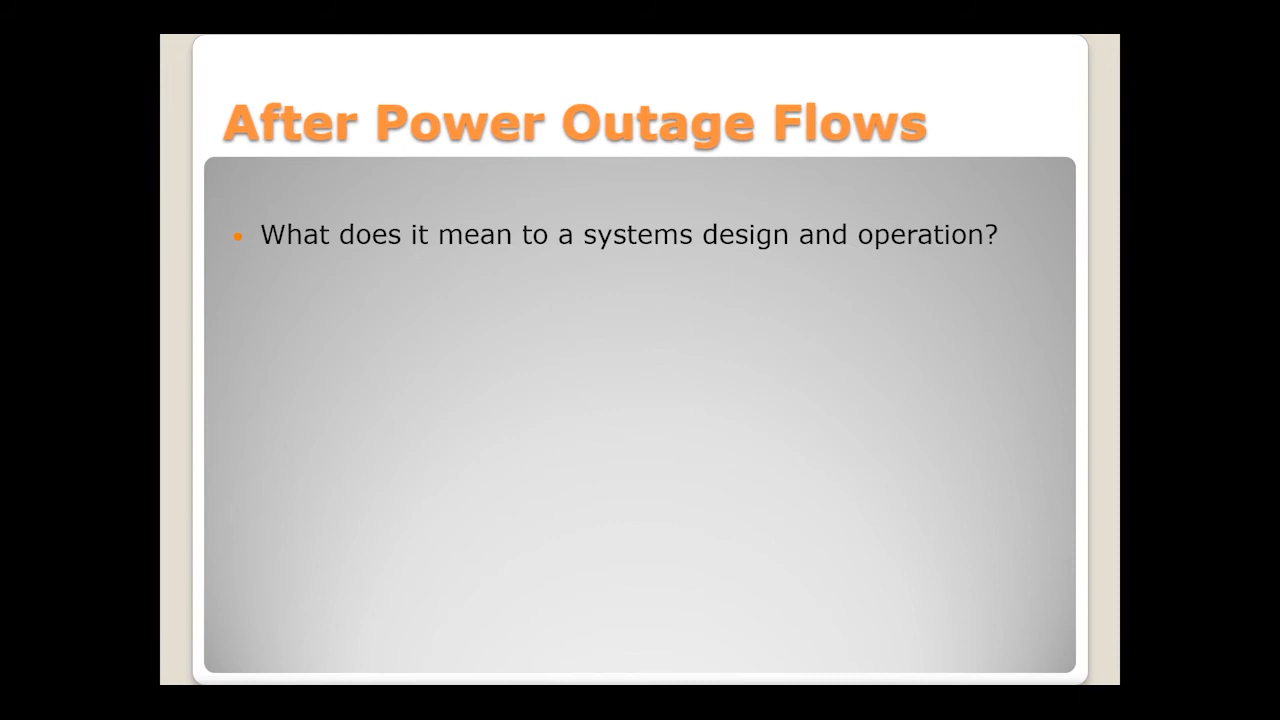 After Power Outage Flows
What does it mean to a systems design and operation?